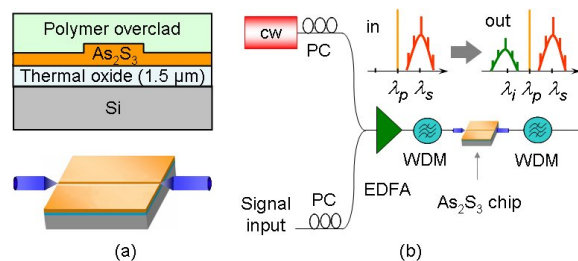 Polymer overclad
As₂S₃
Thermal oxide (1.5 µm)
Si
(a)
cw
PC
in
out
λp λs
λi λp λs
WDM
WDM
EDFA
PC
Signal
input
As₂S₃ chip
(b)